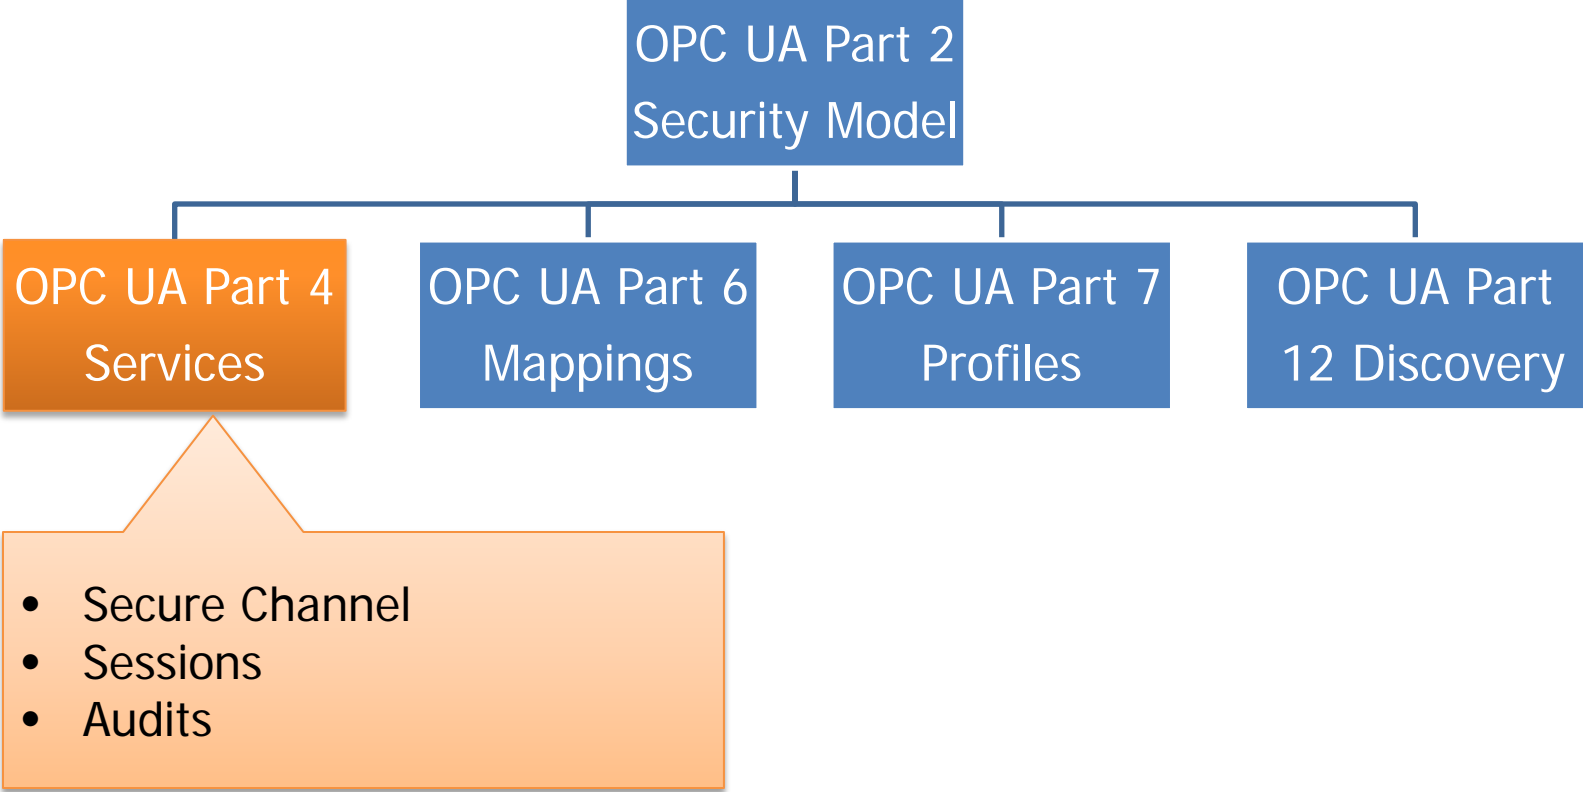 OPC UA Part 2
Security Model
OPC UA Part 4
Services
OPC UA Part 6
Mappings
OPC UA Part 7
Profiles
OPC UA Part
12 Discovery
• Secure Channel
• Sessions
• Audits